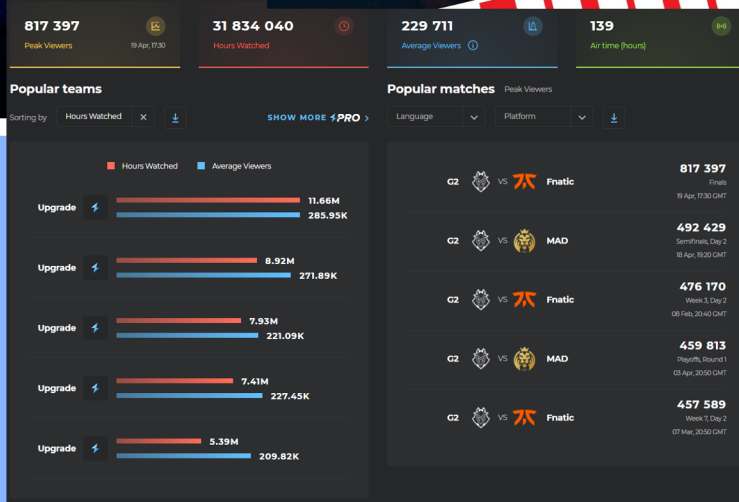 817 397
Peak Viewers
19 Apr, 17:30
31 834 040
Hours Watched
229 711
Average Viewers
139
Air time (hours)
Popular teams
Sorting by
Hours Watched
SHOW MORE PRO
Hours Watched
Average Viewers
Upgrade
11.66M
285.95K
Upgrade
8.92M
271.89K
Upgrade
7.93M
221.09K
Upgrade
7.41M
227.45K
Upgrade
5.39M
209.82K
Popular matches
Peak Viewers
Language
Platform
G2 VS Fnatic
817 397
Finals
19 Apr, 17:30 GMT
G2 VS MAD
492 429
Semifinals, Day 2
18 Apr, 19:20 GMT
G2 VS Fnatic
476 170
Week 3, Day 2
08 Feb, 20:40 GMT
G2 VS MAD
459 813
Playoffs, Round 1
03 Apr, 20:50 GMT
G2 VS Fnatic
457 589
Week 7, Day 2
07 Mar, 20:50 GMT